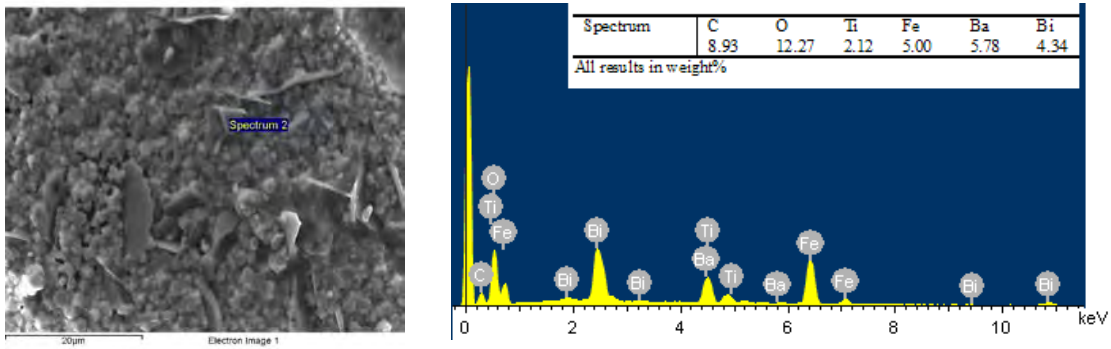 Spectrum 2
20µm Electron Image 1
Spectrum C O Ti Fe Ba Bi
8.93 12.27 2.12 5.00 5.78 4.34
All results in weight%
O
Ti
Fe
C
Bi
Bi
Bi
Ti
Ba
Ti
Ba
Fe
Fe
Bi
Bi
0 2 4 6 8 10 keV